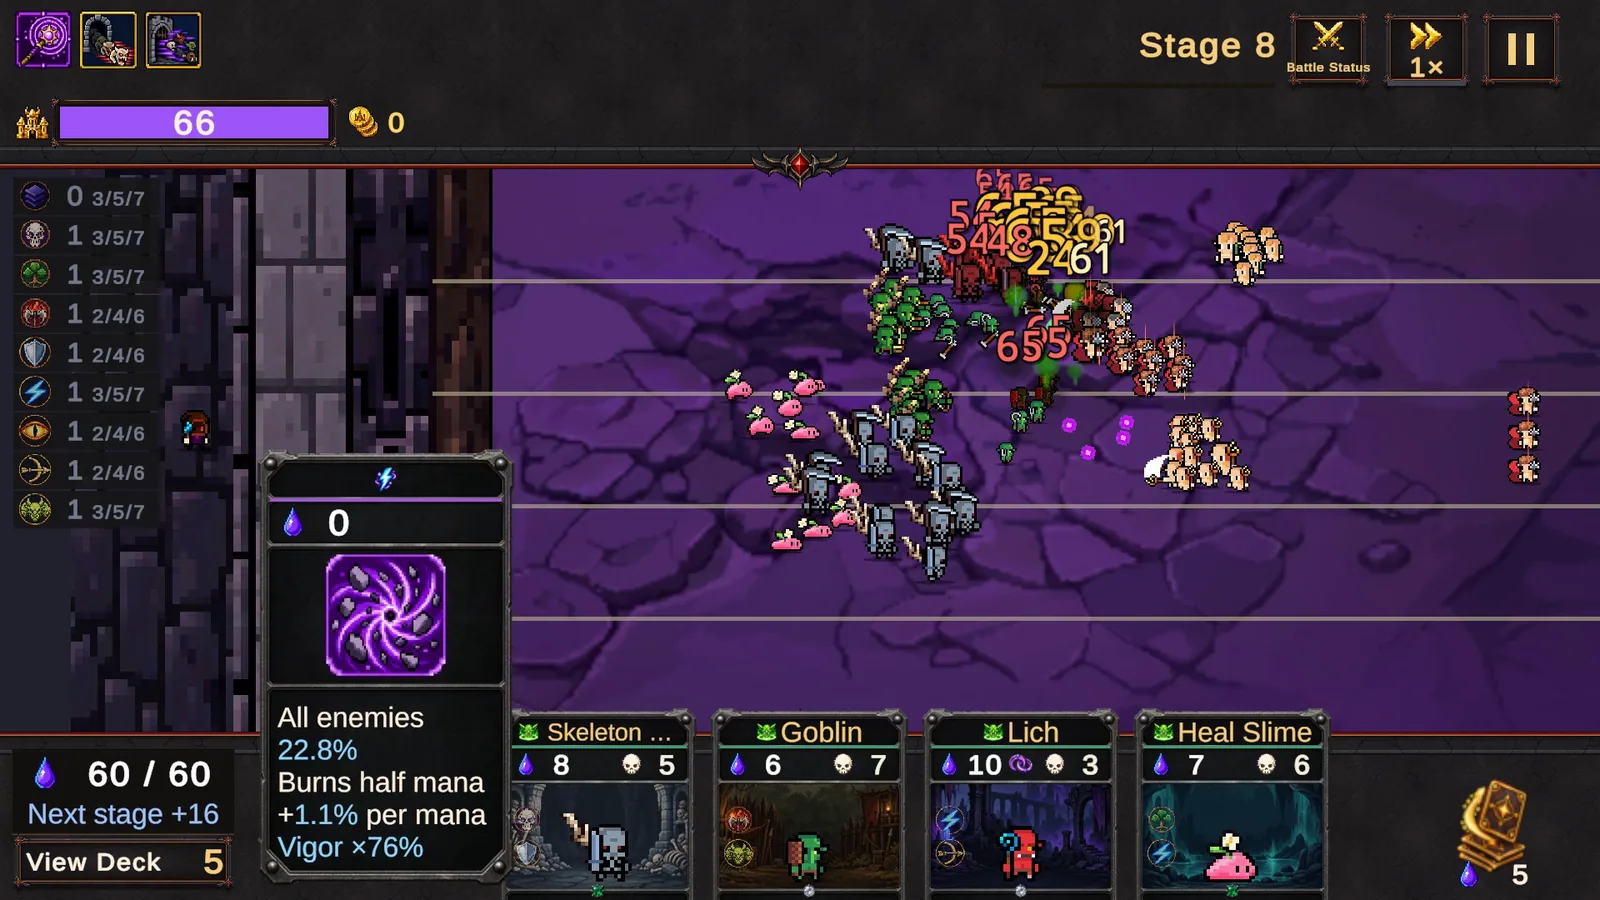 Stage 8
Battle Status
1×
66
0
0 3/5/7
1 3/5/7
1 3/5/7
1 2/4/6
1 2/4/6
1 3/5/7
1 2/4/6
1 2/4/6
1 3/5/7
61
2461
5448
655
0
All enemies
22.8%
Burns half mana
+1.1% per mana
Vigor ×76%
Skeleton ...
8 5
Goblin
6 7
Lich
10 3
Heal Slime
7 6
60 / 60
Next stage +16
View Deck 5
5